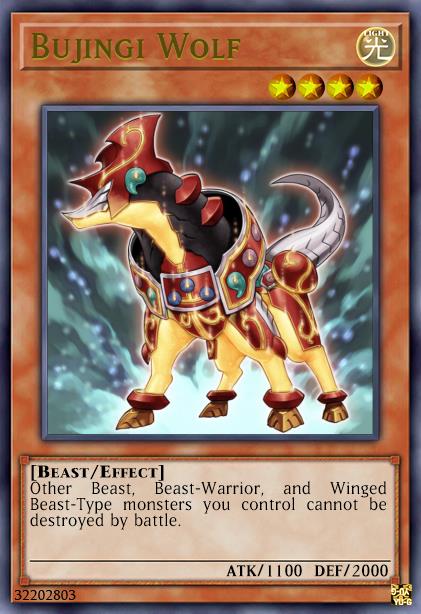 Bujingi Wolf
LIGHT
光
[Beast/Effect]
Other Beast, Beast-Warrior, and Winged
Beast-Type monsters you control cannot be
destroyed by battle.
ATK/1100 DEF/2000
32202803